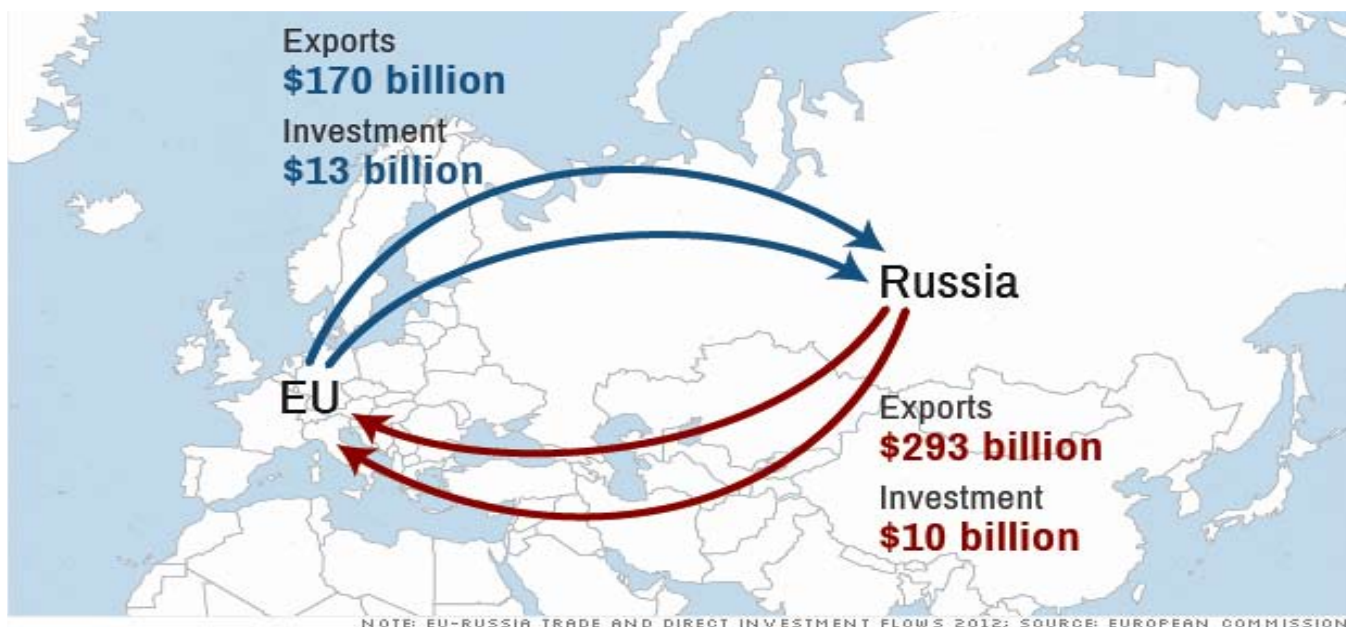 Exports
$170 billion
Investment
$13 billion
Russia
EU
Exports
$293 billion
Investment
$10 billion
NOTE: EU-RUSSIA TRADE AND DIRECT INVESTMENT FLOWS 2012; SOURCE: EUROPEAN COMMISSION